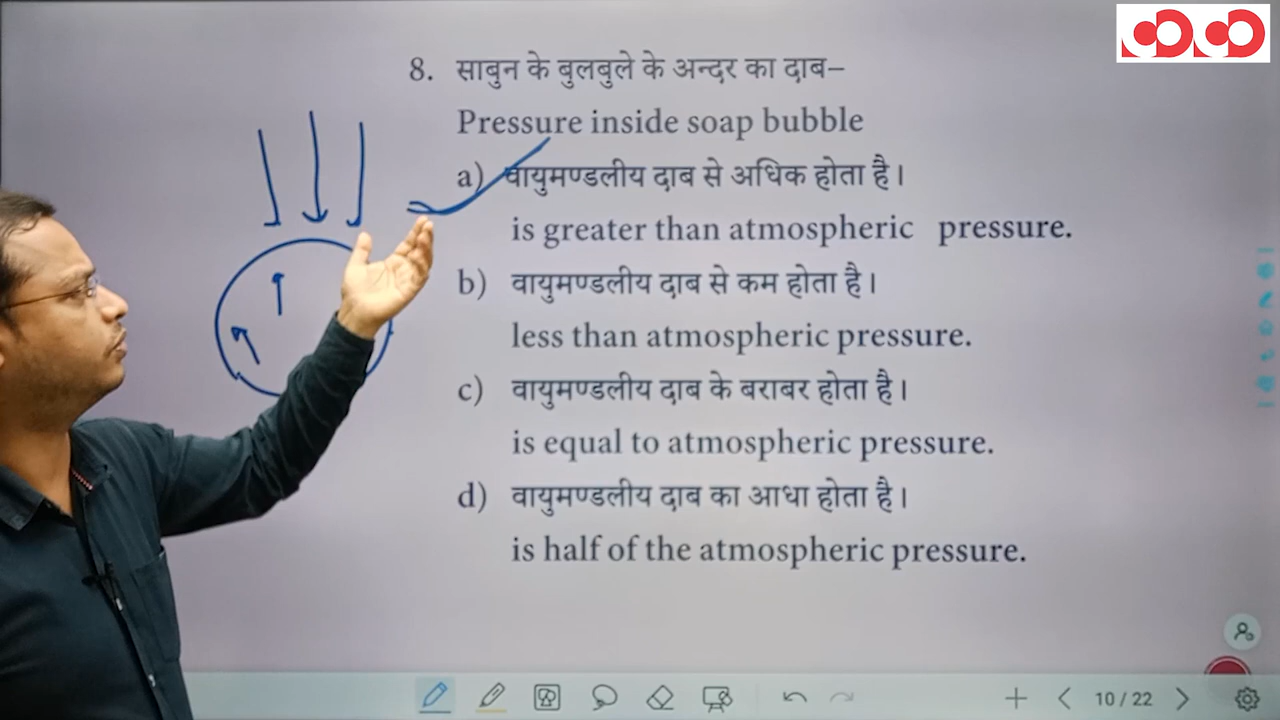 8. साबुन के बुलबुले के अन्दर का दाब–
Pressure inside soap bubble
a) वायुमण्डलीय दाब से अधिक होता है।
is greater than atmospheric pressure.
b) वायुमण्डलीय दाब से कम होता है।
less than atmospheric pressure.
c) वायुमण्डलीय दाब के बराबर होता है।
is equal to atmospheric pressure.
d) वायुमण्डलीय दाब का आधा होता है।
is half of the atmospheric pressure.
10 / 22